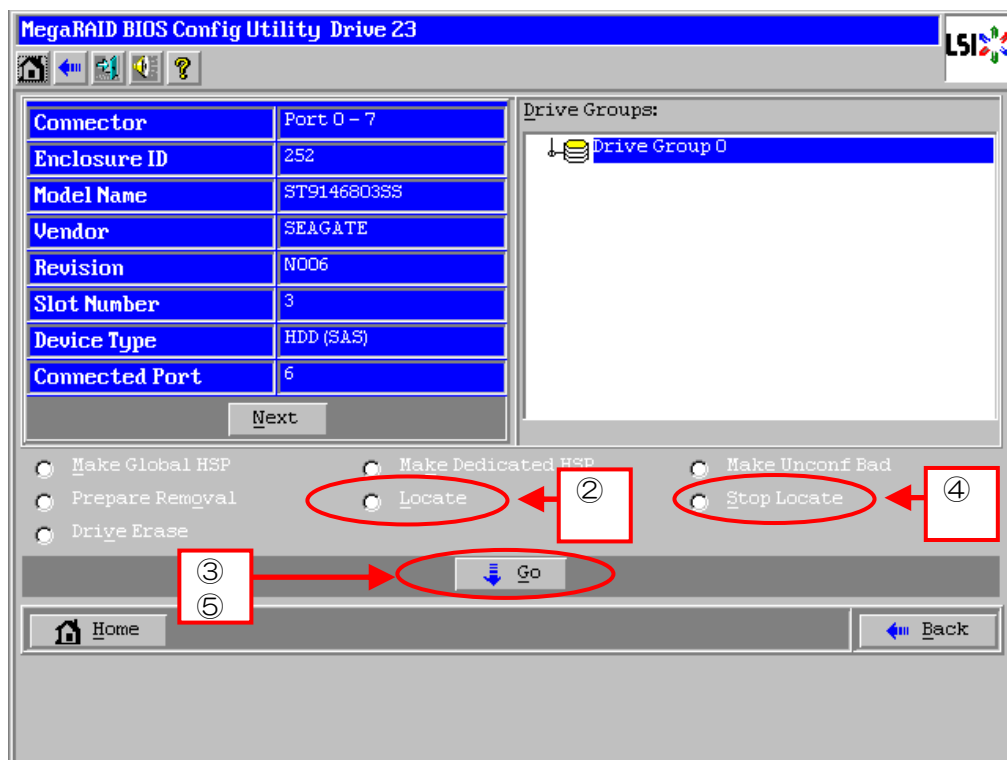 MegaRAID BIOS Config Utility Drive 23
LSI
Connector Port 0 - 7
Enclosure ID 252
Model Name ST9146803SS
Vendor SEAGATE
Revision N006
Slot Number 3
Device Type HDD (SAS)
Connected Port 6
Next
Drive Groups:
Drive Group 0
Make Global HSP Make Dedicated HSP Make Unconf Bad
Prepare Removal Locate ② Stop Locate ④
Drive Erase
③
⑤
Go
Home Back